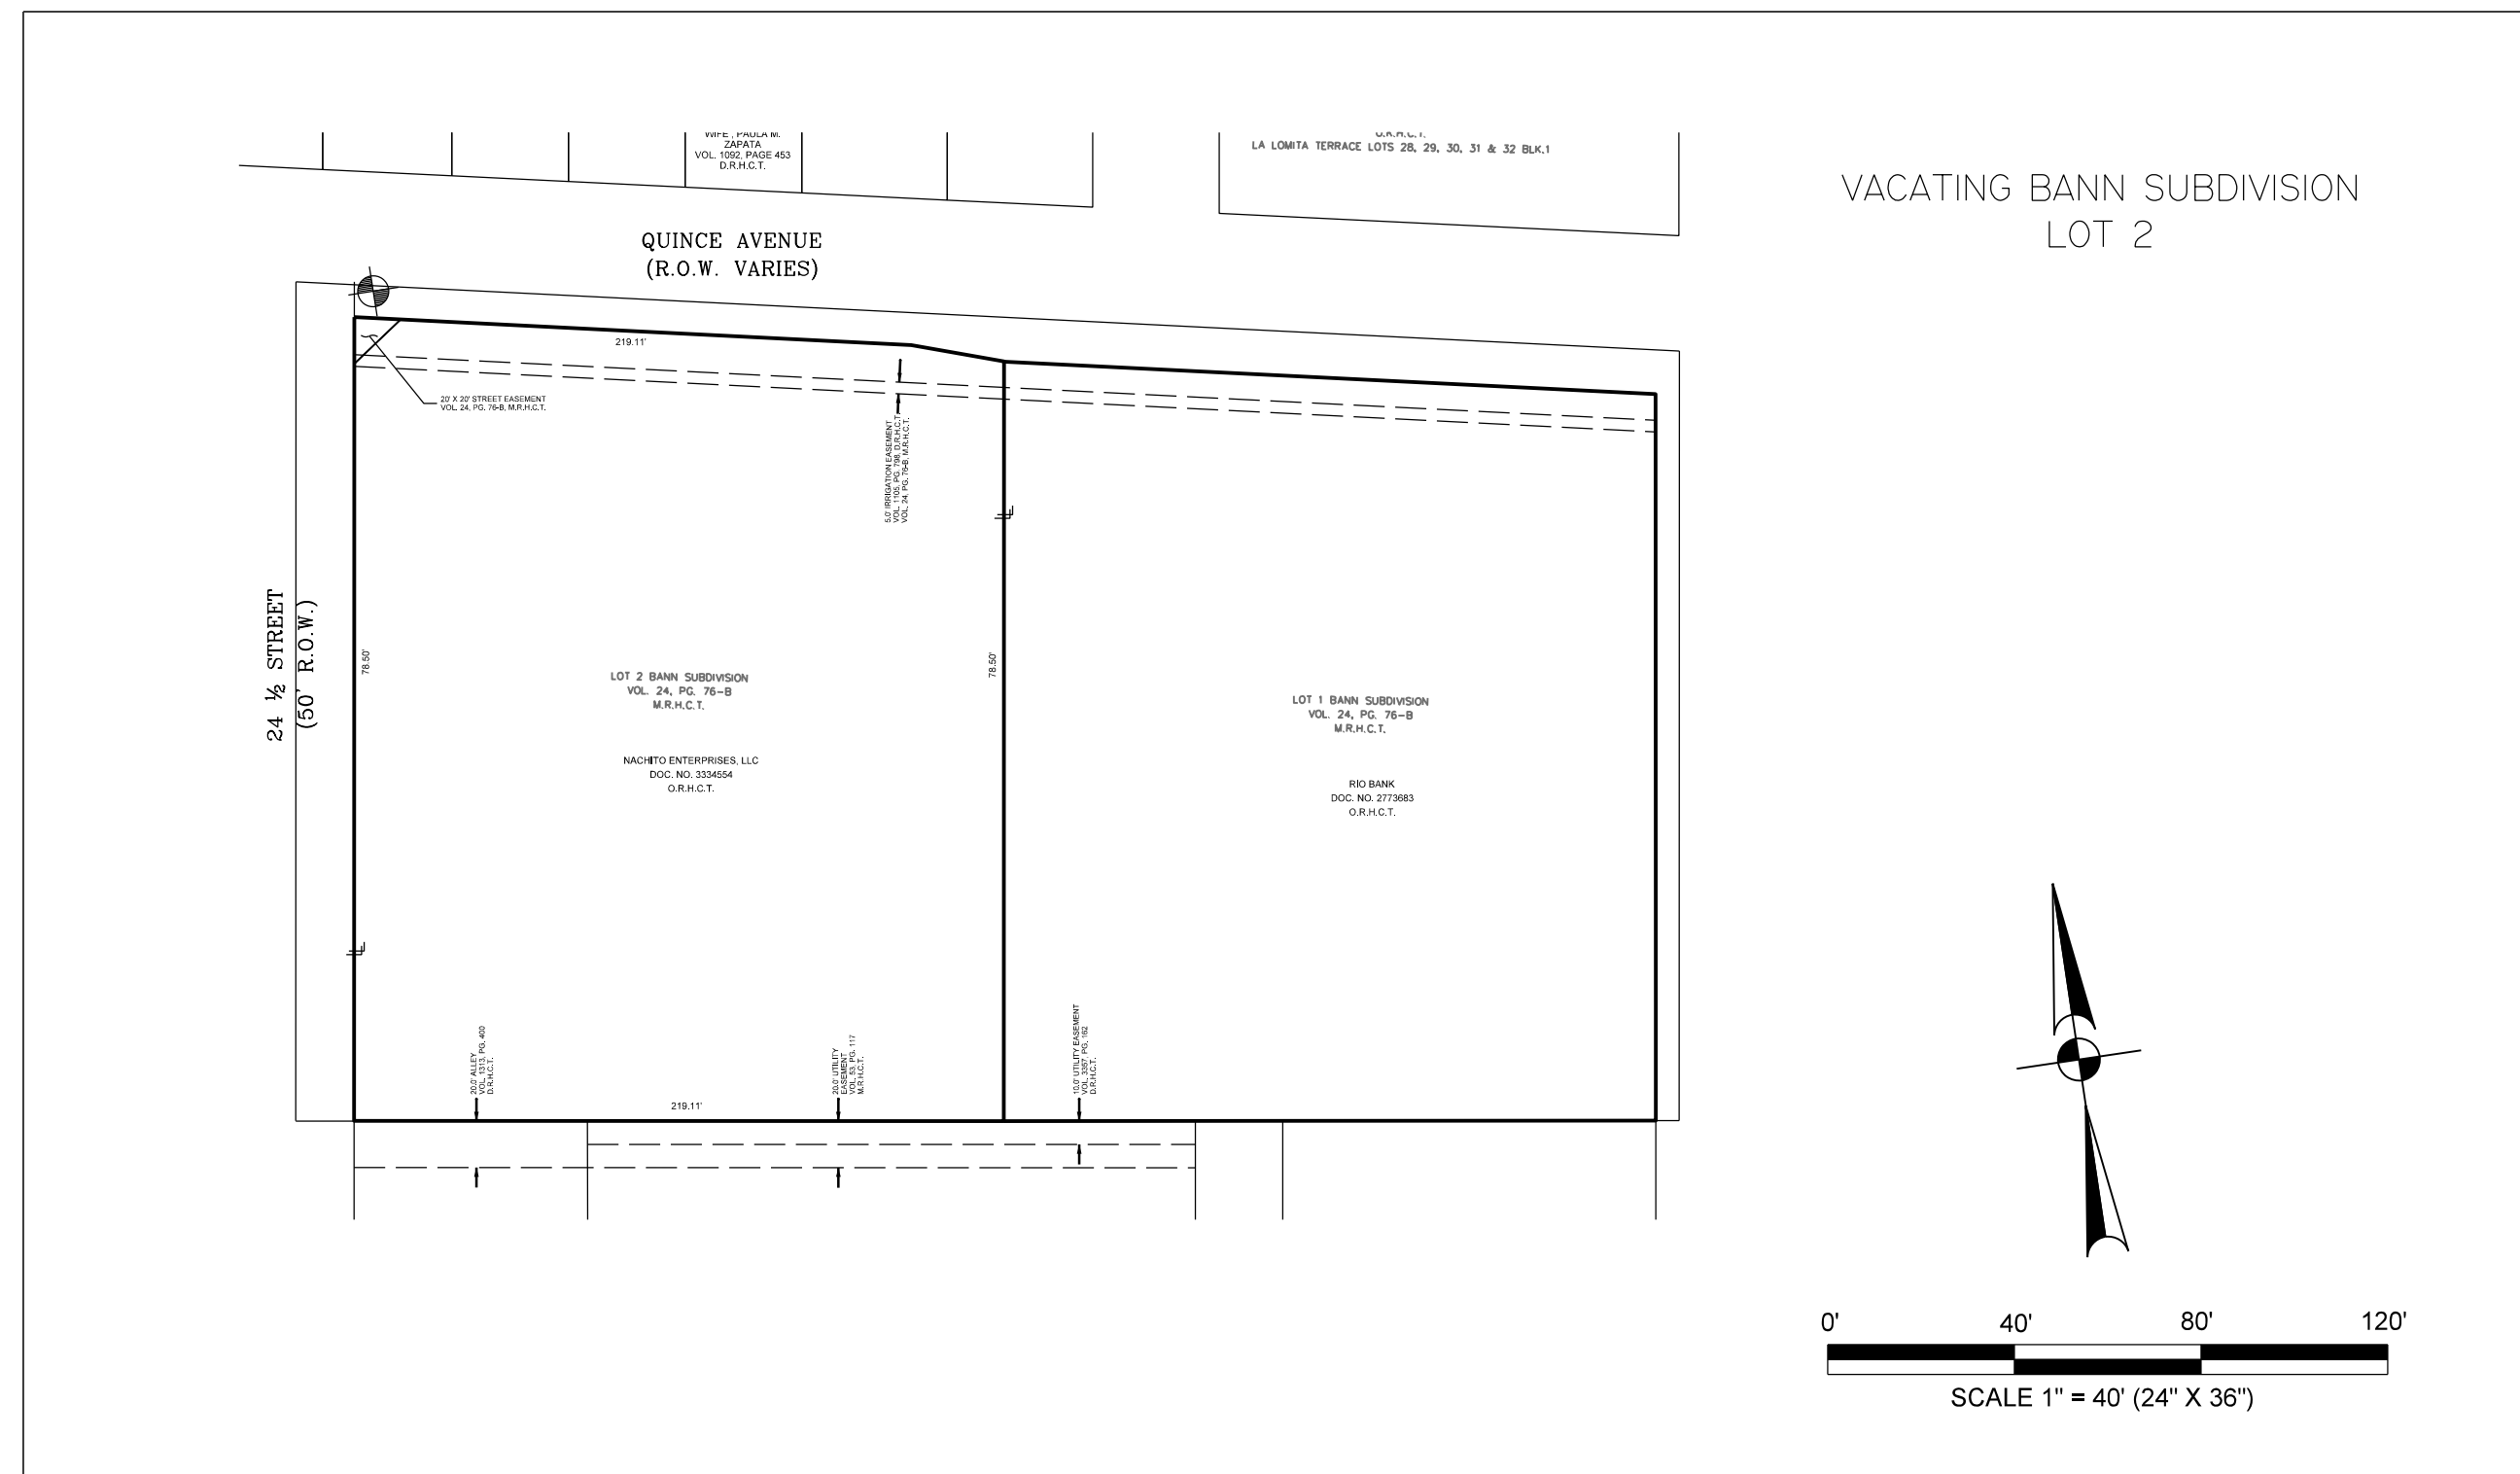 WIFE , PAULA M.
ZAPATA
VOL. 1092, PAGE 453
D.R.H.C.T.
O.R.H.C.T.
LA LOMITA TERRACE LOTS 28, 29, 30, 31 & 32 BLK.1
VACATING BANN SUBDIVISION
LOT 2
QUINCE AVENUE
(R.O.W. VARIES)
219.11'
20' X 20' STREET EASEMENT
VOL. 24, PG. 76-B, M.R.H.C.T.
5.0' IRRIGATION EASEMENT
VOL. 1105, PG. 798, D.R.H.C.T.
VOL. 24, PG. 76-B, M.R.H.C.T.
24 ½ STREET
(50' R.O.W.)
78.50'
78.50'
LOT 2 BANN SUBDIVISION
VOL. 24, PG. 76-B
M.R.H.C.T.
NACHITO ENTERPRISES, LLC
DOC. NO. 3334554
O.R.H.C.T.
LOT 1 BANN SUBDIVISION
VOL. 24, PG. 76-B
M.R.H.C.T.
RIO BANK
DOC. NO. 2773683
O.R.H.C.T.
20.0' ALLEY
VOL. 1313, PG. 400
D.R.H.C.T.
219.11'
20.0' UTILITY
EASEMENT
VOL. 53, PG. 117
M.R.H.C.T.
10.0' UTILITY EASEMENT
VOL. 3357, PG. 162
D.R.H.C.T.
0' 40' 80' 120'
SCALE 1" = 40' (24" X 36")